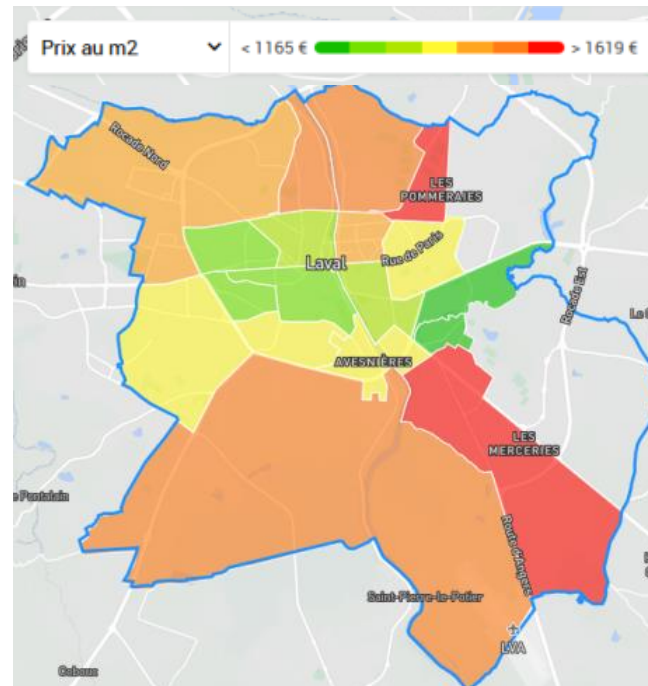 Prix au m2
< 1165 €
> 1619 €
Rocade Nord
LES
POMMERAIES
Rue de Paris
Laval
Rocade Est
AVESNIÈRES
LES
MERCERIES
Route d'Angers
Saint-Pierre-le-Potier
LVA